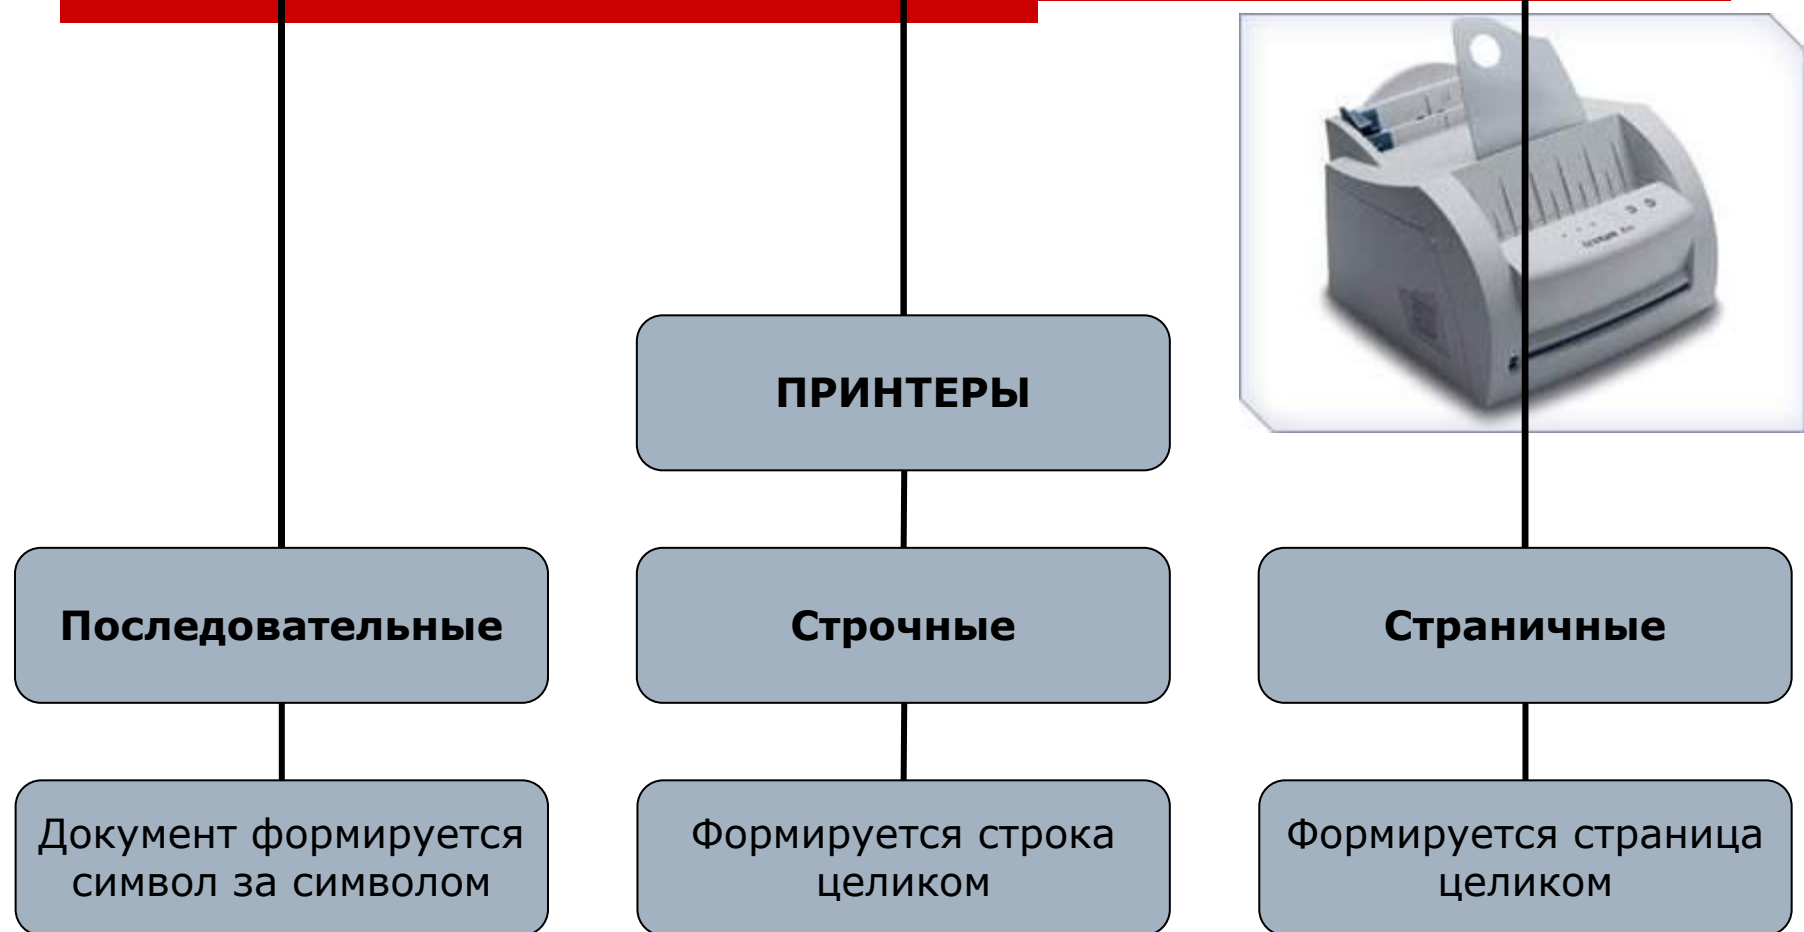 ПРИНТЕРЫ
Последовательные
Строчные
Страничные
Документ формируется
символ за символом
Формируется строка
целиком
Формируется страница
целиком